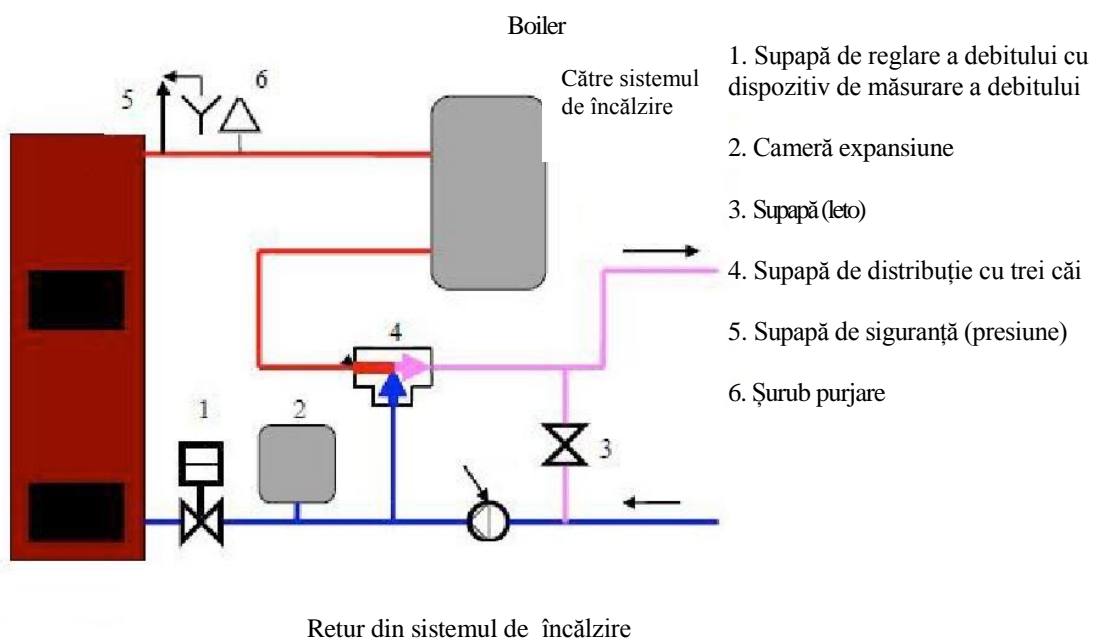 Boiler
Către sistemul
de încălzire
1. Supapă de reglare a debitului cu
dispozitiv de măsurare a debitului
2. Cameră expansiune
3. Supapă (leto)
4. Supapă de distribuție cu trei căi
5. Supapă de siguranță (presiune)
6. Șurub purjare
5
6
4
1
2
3
Retur din sistemul de încălzire